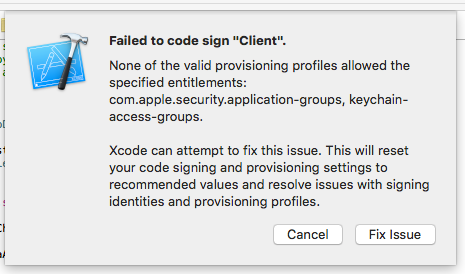 Failed to code sign "Client".
None of the valid provisioning profiles allowed the
specified entitlements:
com.apple.security.application-groups, keychain-
access-groups.
Xcode can attempt to fix this issue. This will reset
your code signing and provisioning settings to
recommended values and resolve issues with signing
identities and provisioning profiles.
Cancel
Fix Issue